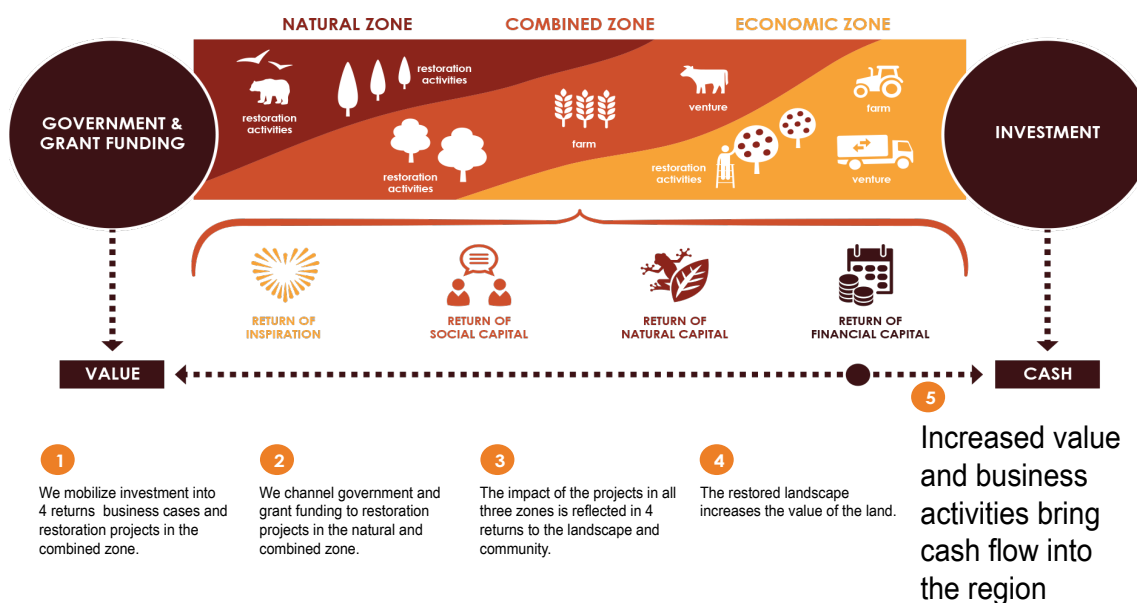 NATURAL ZONE
COMBINED ZONE
ECONOMIC ZONE
GOVERNMENT &
GRANT FUNDING
restoration
activities
restoration
activities
restoration
activities
farm
venture
restoration
activities
farm
venture
INVESTMENT
RETURN OF
INSPIRATION
RETURN OF
SOCIAL CAPITAL
RETURN OF
NATURAL CAPITAL
RETURN OF
FINANCIAL CAPITAL
VALUE
CASH
1
We mobilize investment into
4 returns business cases and
restoration projects in the
combined zone.
2
We channel government and
grant funding to restoration
projects in the natural and
combined zone.
3
The impact of the projects in all
three zones is reflected in 4
returns to the landscape and
community.
4
The restored landscape
increases the value of the land.
5
Increased value
and business
activities bring
cash flow into
the region